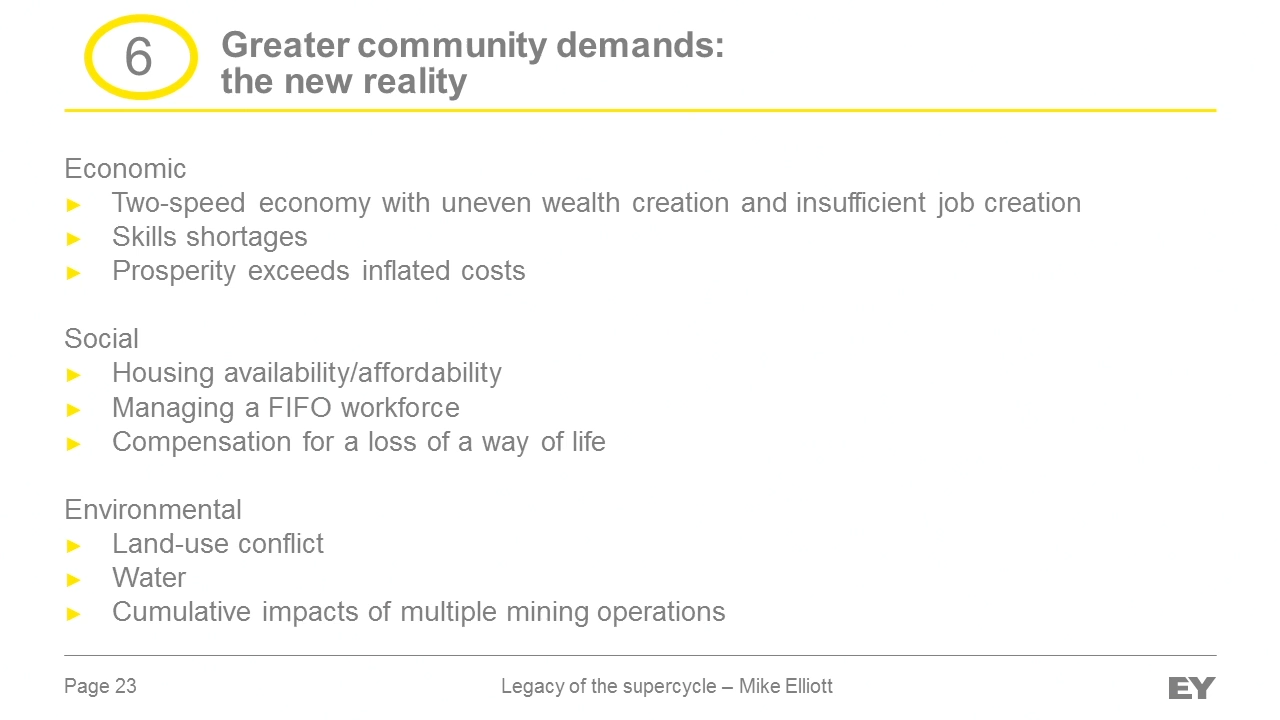 6
Greater community demands:
the new reality
Economic
► Two-speed economy with uneven wealth creation and insufficient job creation
► Skills shortages
► Prosperity exceeds inflated costs
Social
► Housing availability/affordability
► Managing a FIFO workforce
► Compensation for a loss of a way of life
Environmental
► Land-use conflict
► Water
► Cumulative impacts of multiple mining operations
Page 23
Legacy of the supercycle – Mike Elliott
EY